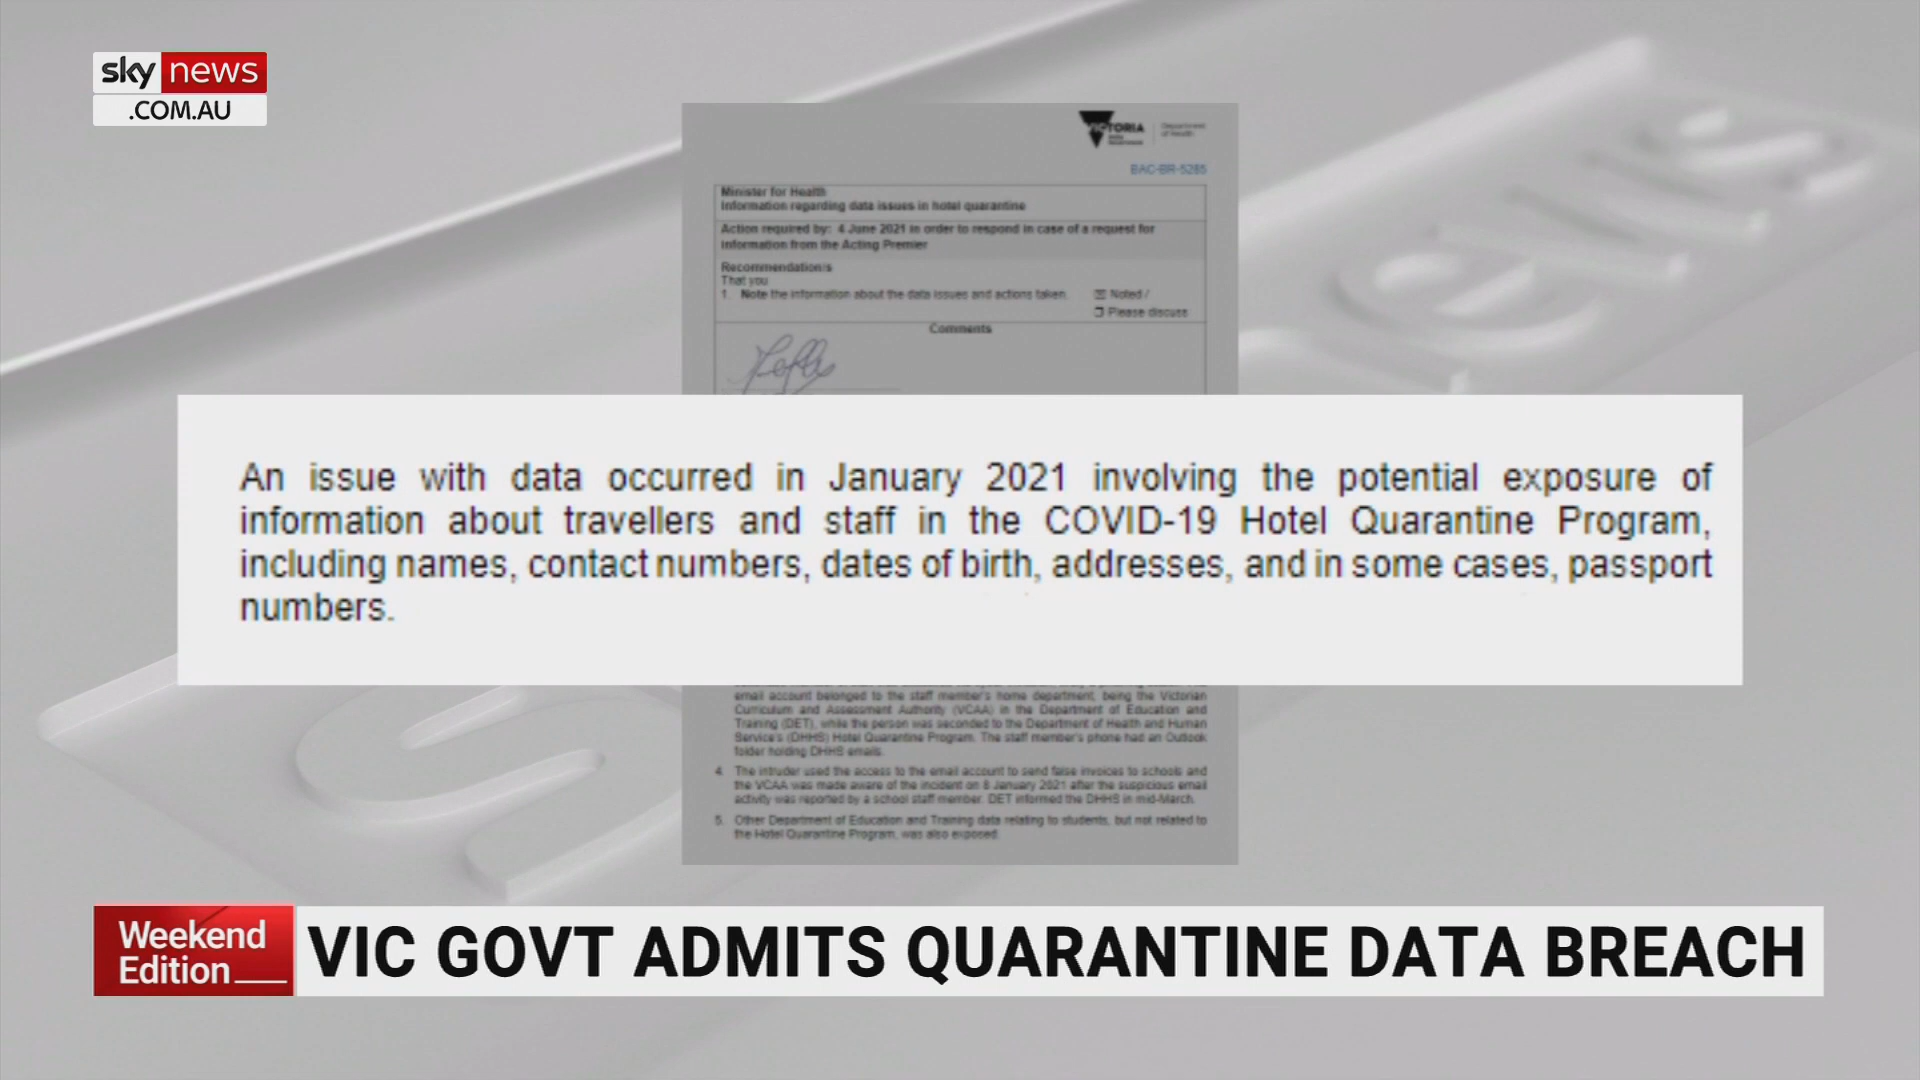 sky news
.COM.AU
VICTORIA
Department
of Health
BAC-BR-5285
Minister for Health
Information regarding data issues in hotel quarantine
Action required by: 4 June 2021 in order to respond in case of a request for
information from the Acting Premier
Recommendation/s
That you
1. Note the information about the data issues and actions taken. ☒ Noted /
☐ Please discuss
Comments
An issue with data occurred in January 2021 involving the potential exposure of
information about travellers and staff in the COVID-19 Hotel Quarantine Program,
including names, contact numbers, dates of birth, addresses, and in some cases, passport
numbers.
email account belonged to the staff member's home department, being the Victorian
Curriculum and Assessment Authority (VCAA) in the Department of Education and
Training (DET), while the person was seconded to the Department of Health and Human
Service's (DHHS) Hotel Quarantine Program. The staff member's phone had an Outlook
folder holding DHHS emails.
4. The intruder used the access to the email account to send false invoices to schools and
the VCAA was made aware of the incident on 8 January 2021 after the suspicious email
activity was reported by a school staff member. DET informed the DHHS in mid-March.
5. Other Department of Education and Training data relating to students, but not related to
the Hotel Quarantine Program, was also exposed.
Weekend
Edition
VIC GOVT ADMITS QUARANTINE DATA BREACH